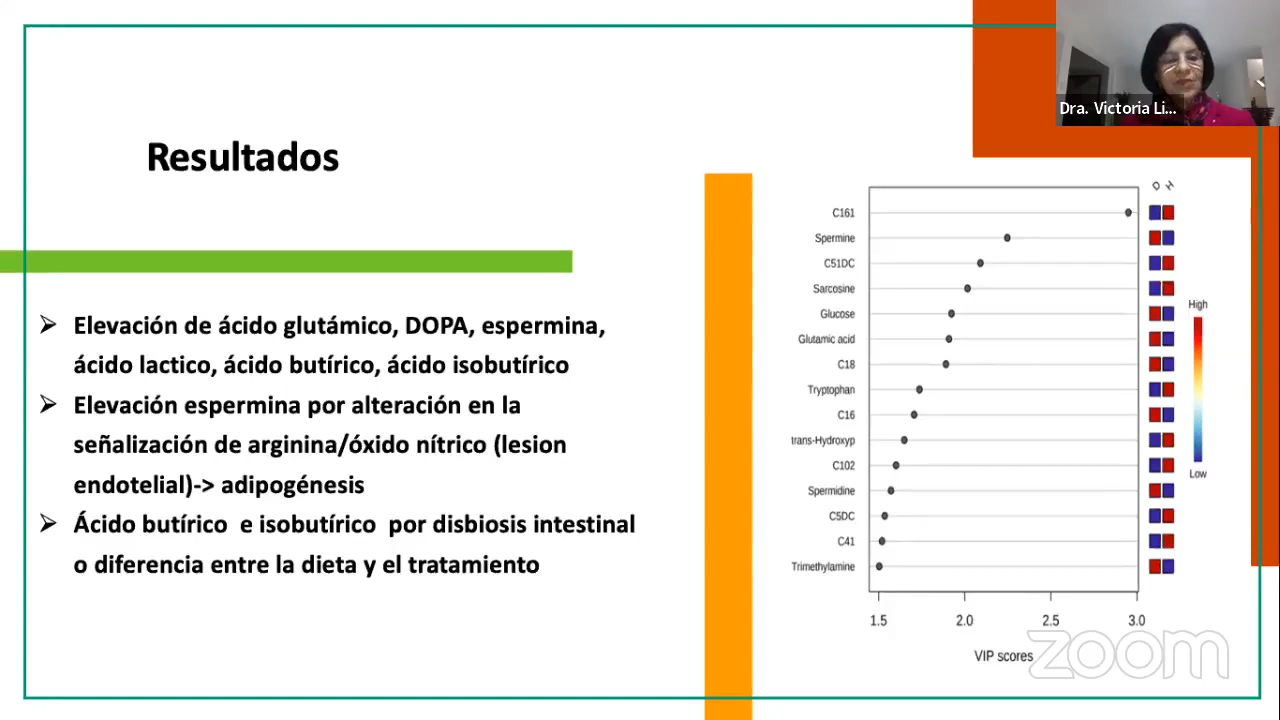 Dra. Victoria Li...
Resultados
➢ Elevación de ácido glutámico, DOPA, espermina,
ácido lactico, ácido butírico, ácido isobutírico
➢ Elevación espermina por alteración en la
señalización de arginina/óxido nítrico (lesion
endotelial)-> adipogénesis
➢ Ácido butírico e isobutírico por disbiosis intestinal
o diferencia entre la dieta y el tratamiento
C161
Spermine
C51DC
Sarcosine
Glucose
Glutamic acid
C18
Tryptophan
C16
trans-Hydroxyp
C102
Spermidine
C5DC
C41
Trimethylamine
High
Low
1.5 2.0 2.5 3.0
VIP scores
zoom